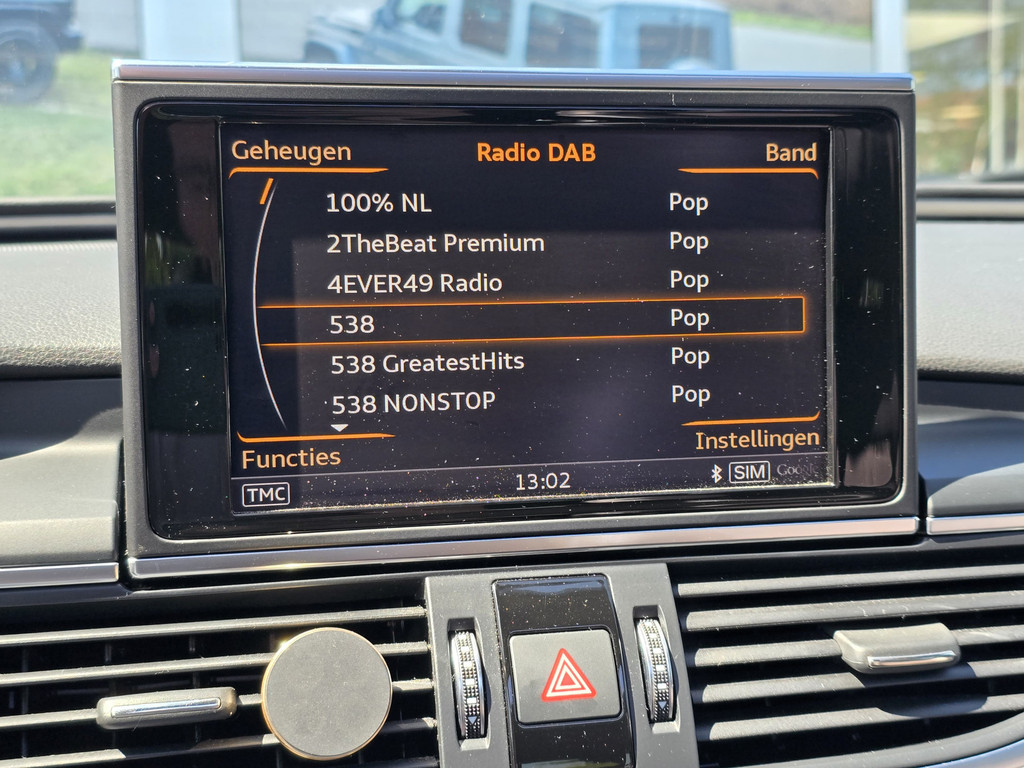 Geheugen Radio DAB Band
100% NL Pop
2TheBeat Premium Pop
4EVER49 Radio Pop
538 Pop
538 GreatestHits Pop
538 NONSTOP Pop
Functies Instellingen
TMC 13:02 SIM Google